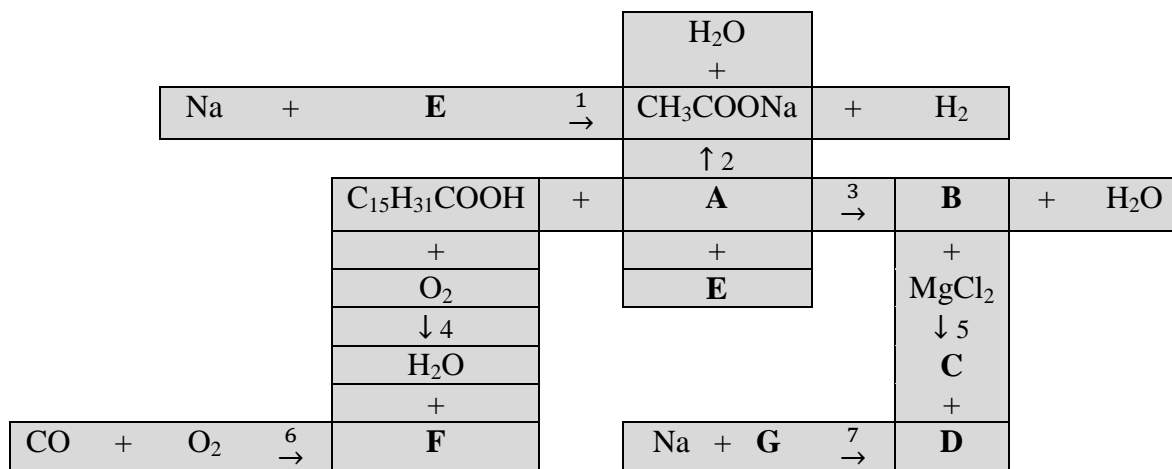 H₂O
+
Na + E →¹ CH₃COONa + H₂
↑ 2
C₁₅H₃₁COOH + A →³ B + H₂O
+ + +
O₂ E MgCl₂
↓ 4 ↓ 5
H₂O C
+ +
CO + O₂ →⁶ F Na + G →⁷ D